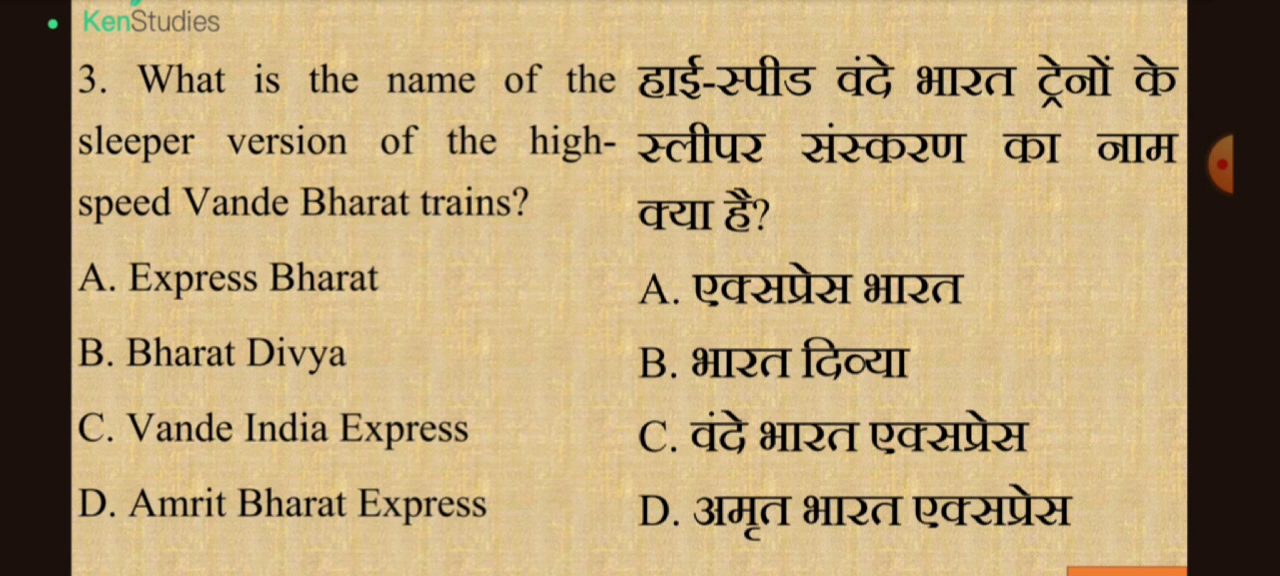 KenStudies
3. What is the name of the
sleeper version of the high-
speed Vande Bharat trains?
A. Express Bharat
B. Bharat Divya
C. Vande India Express
D. Amrit Bharat Express
हाई-स्पीड वंदे भारत ट्रेनों के
स्लीपर संस्करण का नाम
क्या है?
A. एक्सप्रेस भारत
B. भारत दिव्या
C. वंदे भारत एक्सप्रेस
D. अमृत भारत एक्सप्रेस